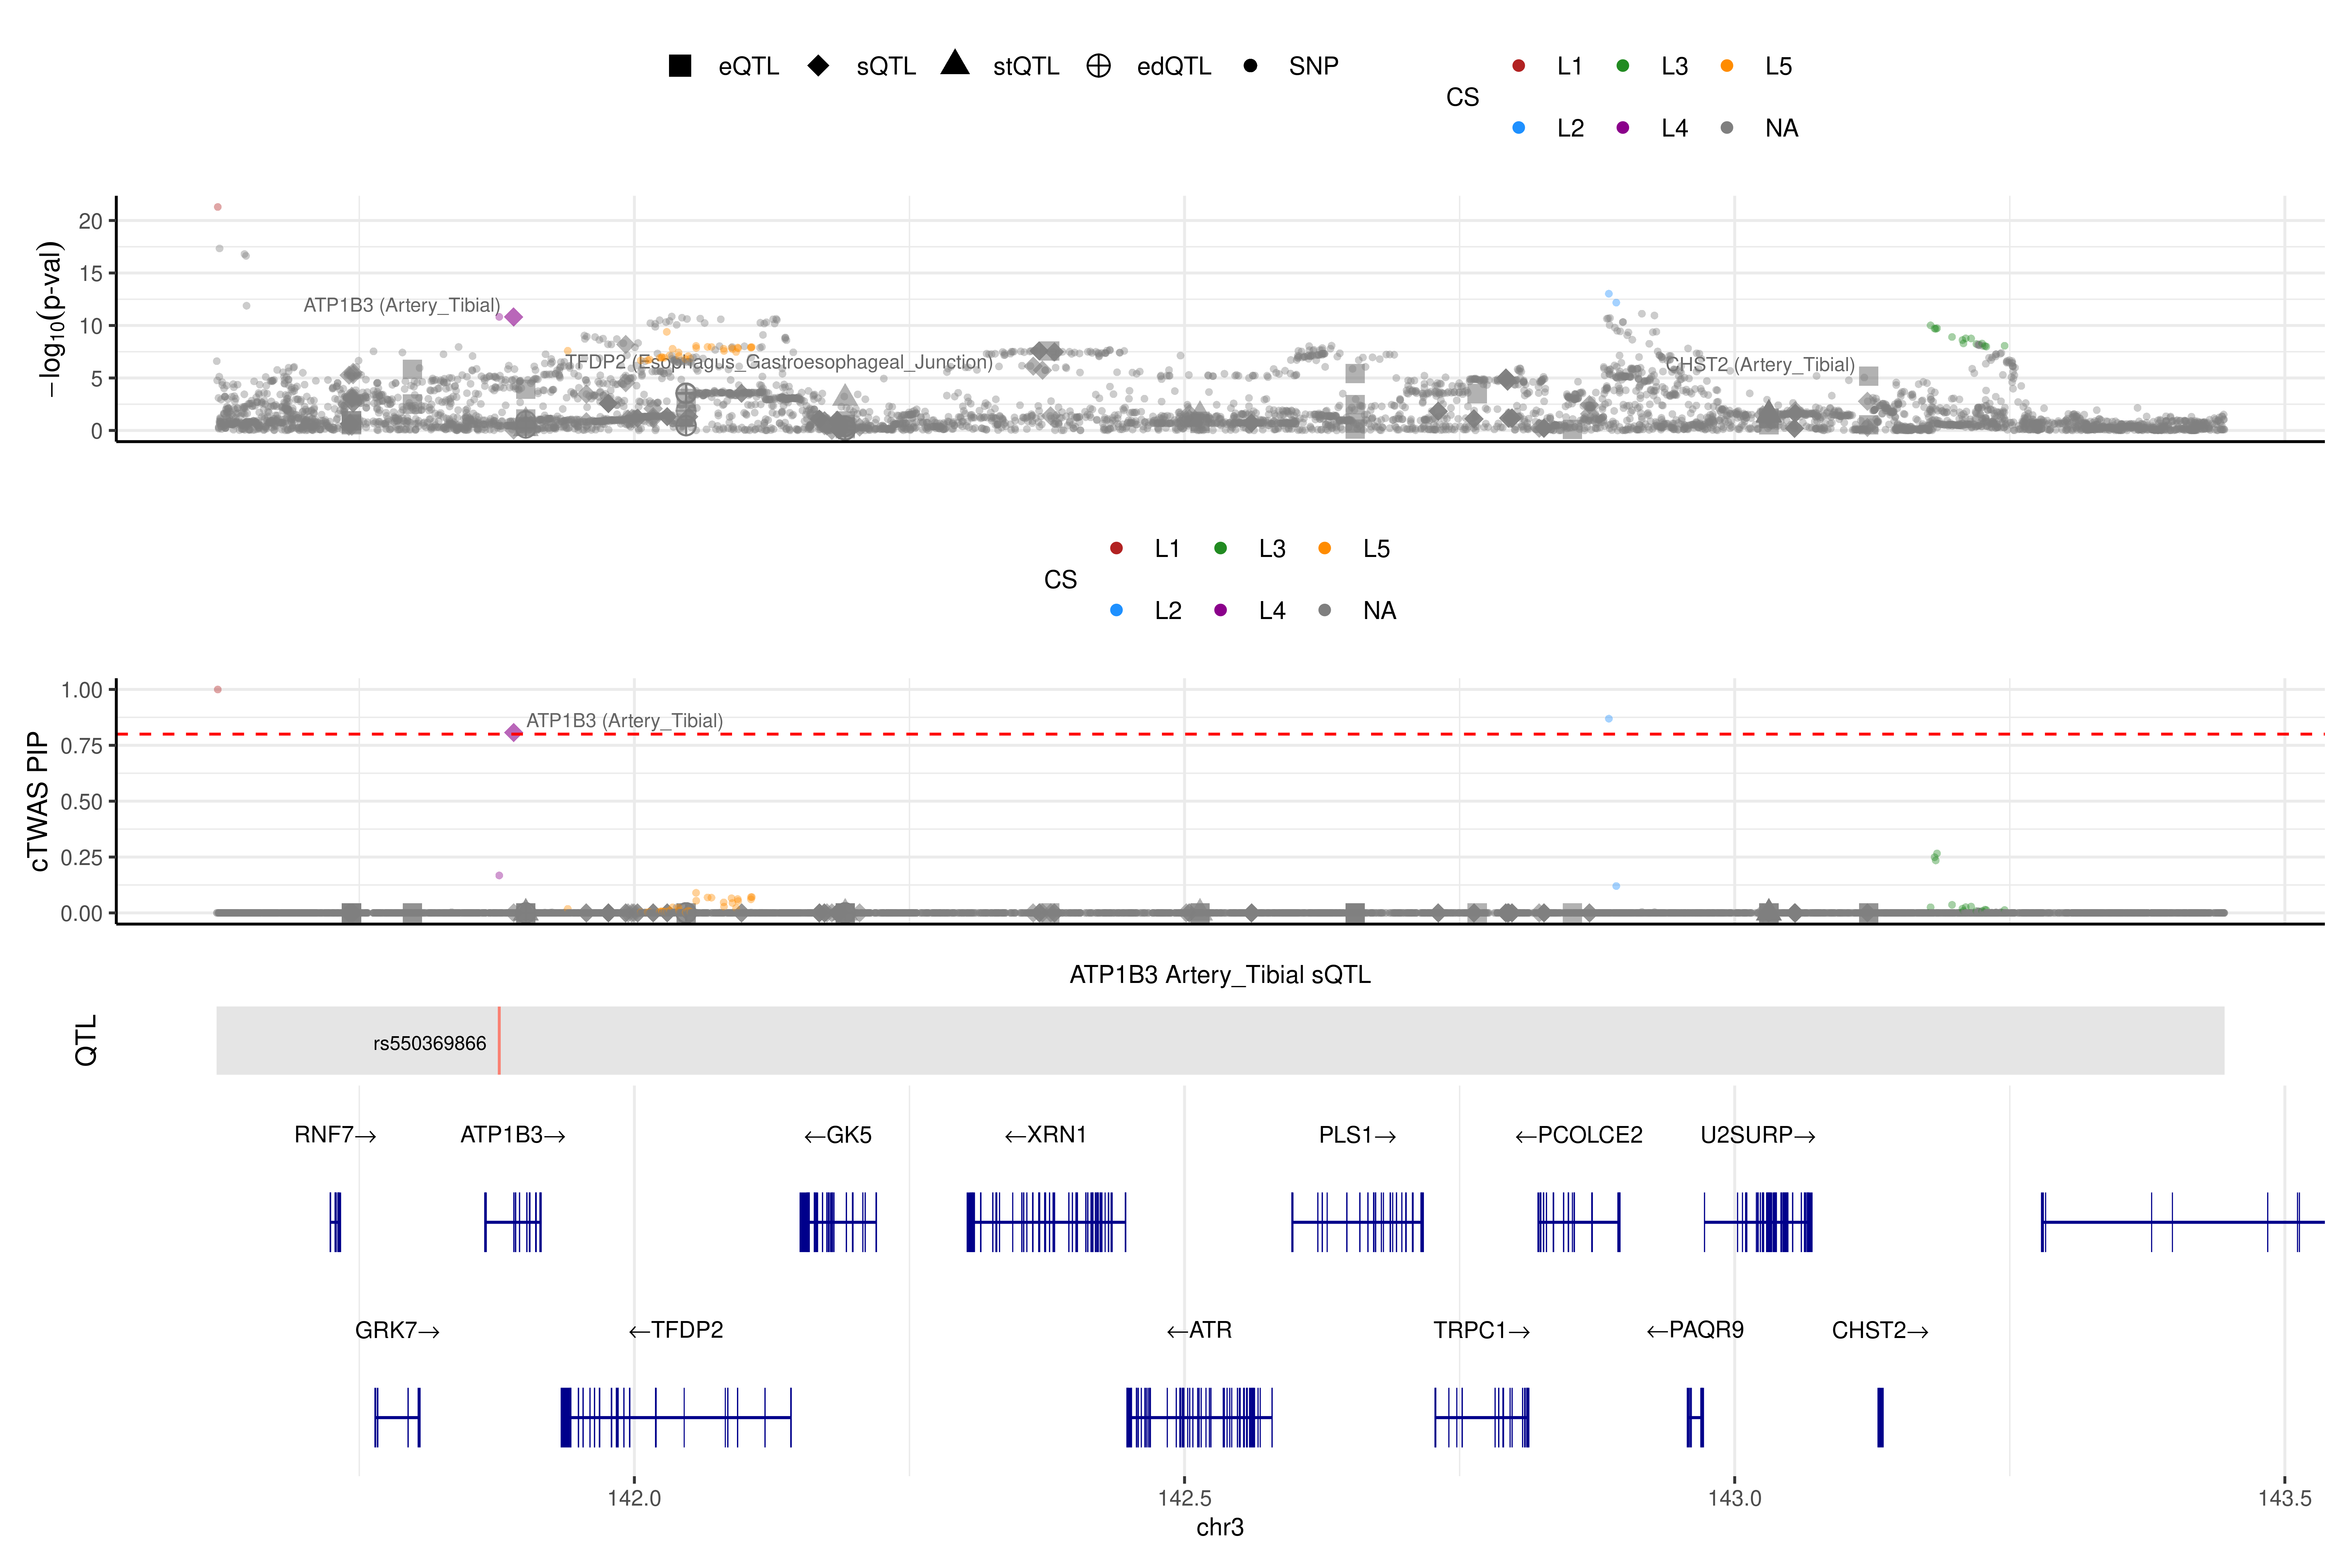 eQTL sQTL stQTL edQTL SNP
CS
L1 L3 L5
L2 L4 NA
−log10(p-val)
20
15
10
5
0
ATP1B3 (Artery_Tibial)
TFDP2 (Esophagus_Gastroesophageal_Junction)
CHST2 (Artery_Tibial)
CS
L1 L3 L5
L2 L4 NA
cTWAS PIP
1.00
0.75
0.50
0.25
0.00
ATP1B3 (Artery_Tibial)
ATP1B3 Artery_Tibial sQTL
QTL
rs550369866
RNF7→ ATP1B3→ ←GK5 ←XRN1 PLS1→ ←PCOLCE2 U2SURP→
GRK7→ ←TFDP2 ←ATR TRPC1→ ←PAQR9 CHST2→
142.0 142.5 143.0 143.5
chr3